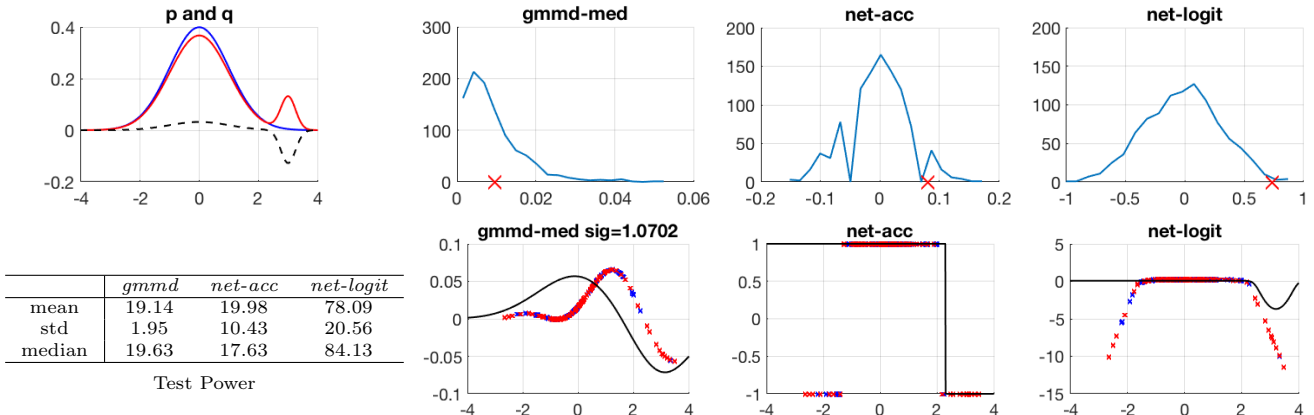 p and q
0.4
0.2
0
-0.2
-4 -2 0 2 4
gmmd-med
300
200
100
0
0 0.02 0.04 0.06
net-acc
200
150
100
50
0
-0.2 -0.1 0 0.1 0.2
net-logit
200
150
100
50
0
-1 -0.5 0 0.5 1
gmmd net-acc net-logit
mean 19.14 19.98 78.09
std 1.95 10.43 20.56
median 19.63 17.63 84.13
Test Power
gmmd-med sig=1.0702
0.1
0.05
0
-0.05
-0.1
-4 -2 0 2 4
net-acc
1
0.5
0
-0.5
-1
-4 -2 0 2 4
net-logit
5
0
-5
-10
-15
-4 -2 0 2 4